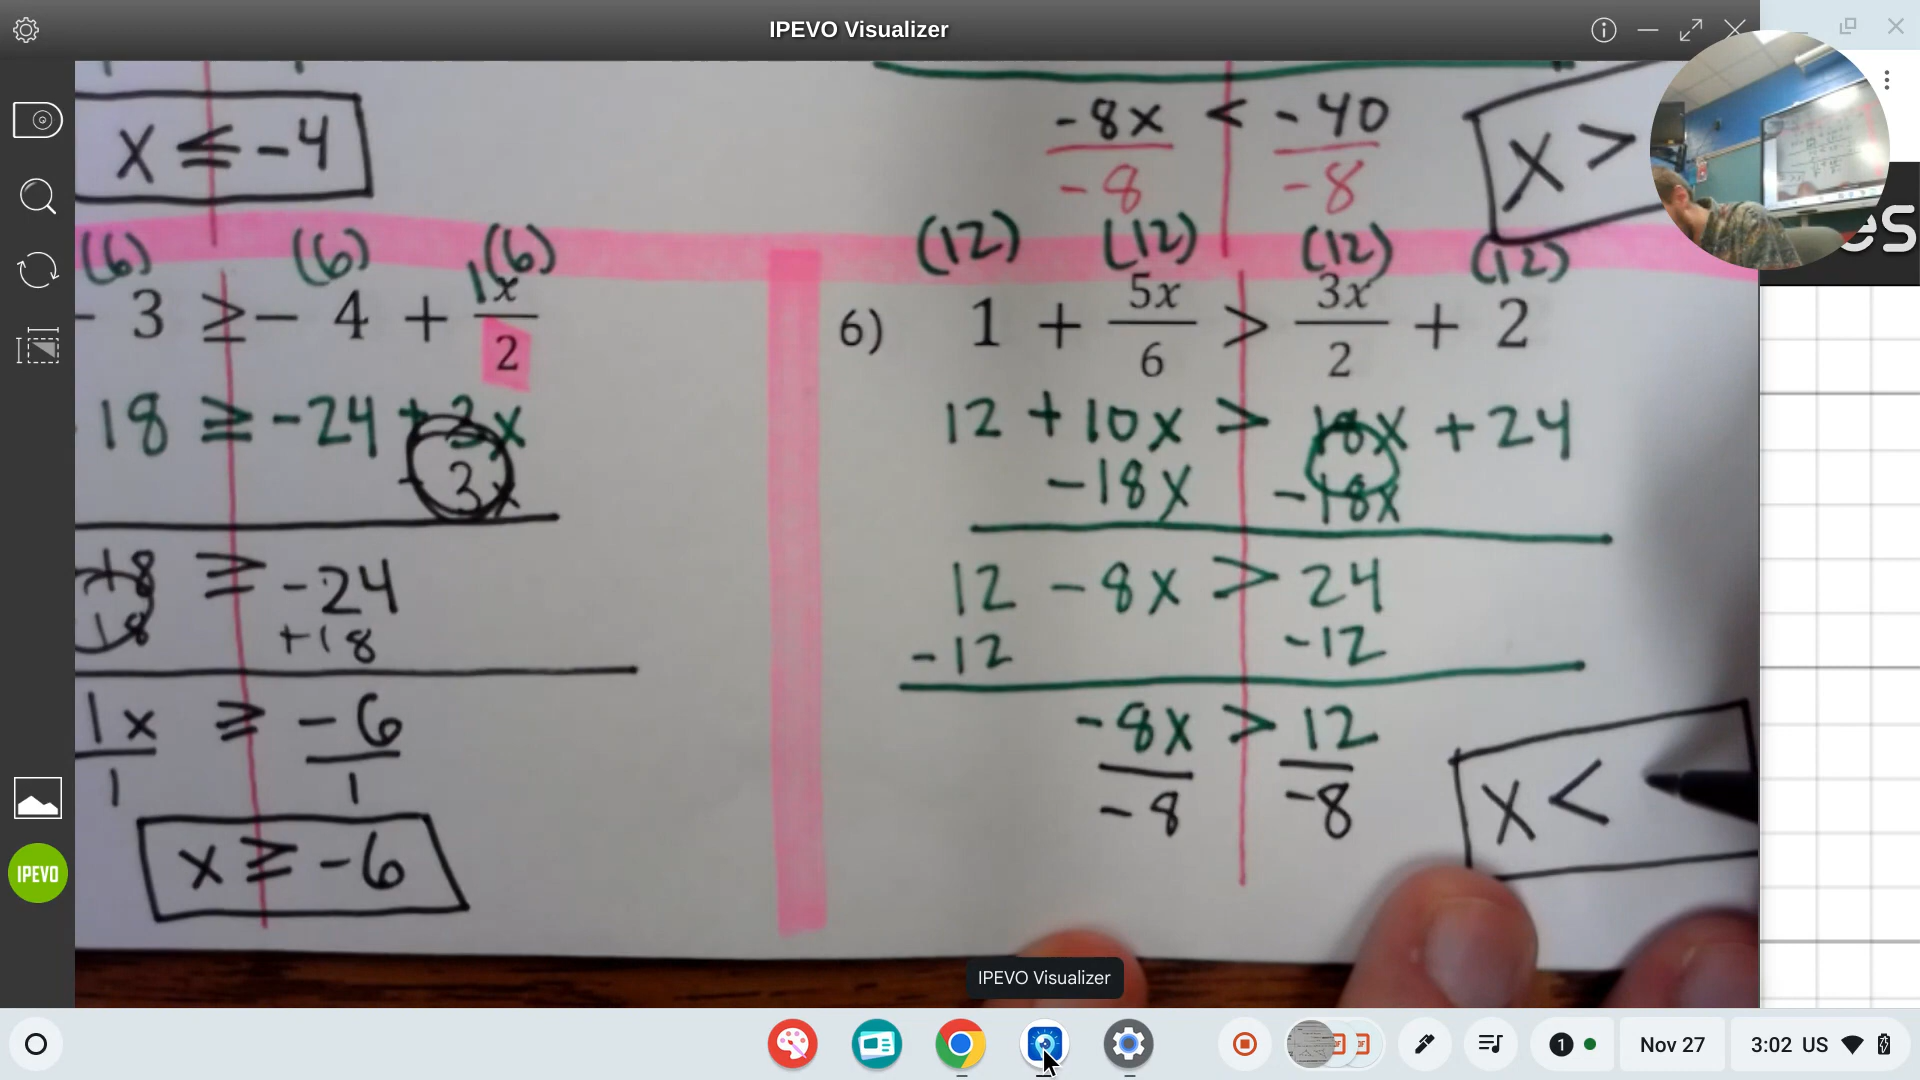 IPEVO Visualizer
x ≤ -4
-8x < -40
-8 -8
x >
es
(6) (6) (6)
- 3 ≥ - 4 + 1x/2
18 ≥ -24 + 3x
- 3x
+8 ≥ -24
18 +18
1x ≥ -6
1 1
x ≥ -6
(12) (12) (12) (12)
6) 1 + 5x/6 > 3x/2 + 2
12 + 10x > 18x + 24
-18x -18x
12 - 8x > 24
-12 -12
-8x > 12
-8 -8
x <
IPEVO
IPEVO Visualizer
1
Nov 27
3:02 US